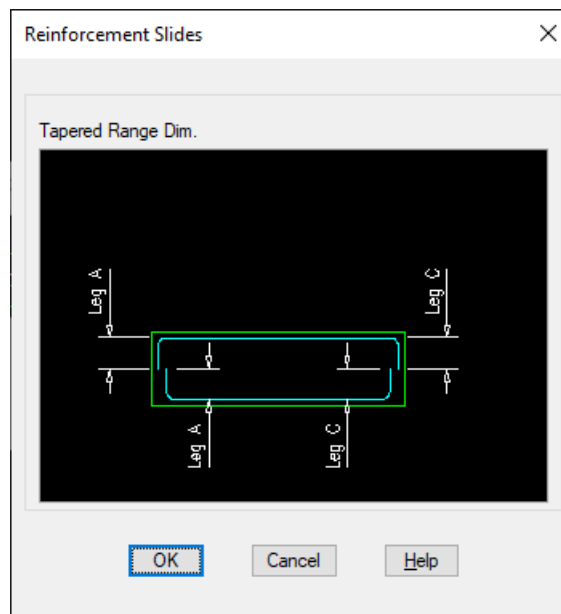 Reinforcement Slides
Tapered Range Dim.
Leg A
Leg C
Leg A
Leg C
OK
Cancel
Help